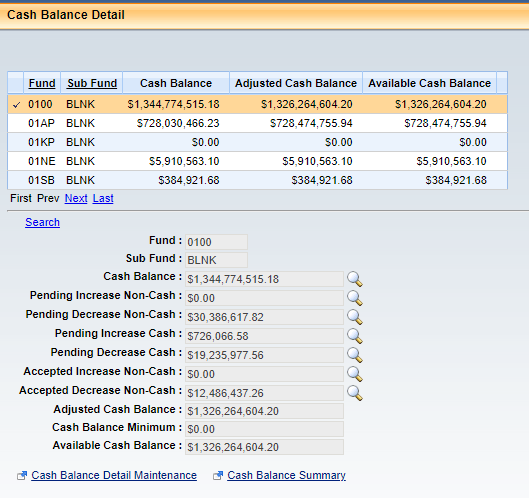 Cash Balance Detail
Fund Sub Fund Cash Balance Adjusted Cash Balance Available Cash Balance
0100 BLNK $1,344,774,515.18 $1,326,264,604.20 $1,326,264,604.20
01AP BLNK $728,030,466.23 $728,474,755.94 $728,474,755.94
01KP BLNK $0.00 $0.00 $0.00
01NE BLNK $5,910,563.10 $5,910,563.10 $5,910,563.10
01SB BLNK $384,921.68 $384,921.68 $384,921.68
First Prev Next Last
Search
Fund : 0100
Sub Fund : BLNK
Cash Balance : $1,344,774,515.18
Pending Increase Non-Cash : $0.00
Pending Decrease Non-Cash : $30,386,617.82
Pending Increase Cash : $726,066.58
Pending Decrease Cash : $19,235,977.56
Accepted Increase Non-Cash : $0.00
Accepted Decrease Non-Cash : $12,486,437.26
Adjusted Cash Balance : $1,326,264,604.20
Cash Balance Minimum : $0.00
Available Cash Balance : $1,326,264,604.20
Cash Balance Detail Maintenance Cash Balance Summary